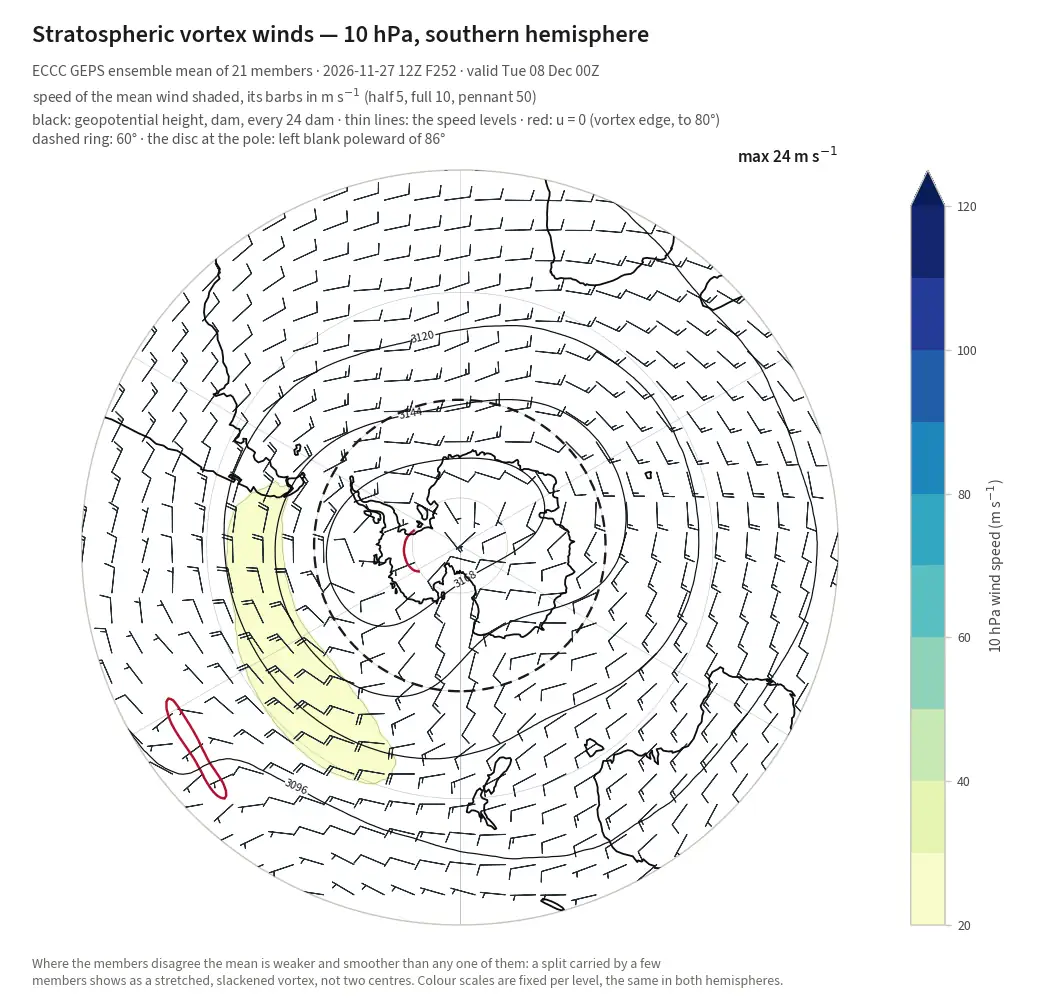 Stratospheric vortex winds — 10 hPa, southern hemisphere
ECCC GEPS ensemble mean of 21 members · 2026-11-27 12Z F252 · valid Tue 08 Dec 00Z
speed of the mean wind shaded, its barbs in m s⁻¹ (half 5, full 10, pennant 50)
black: geopotential height, dam, every 24 dam · thin lines: the speed levels · red: u = 0 (vortex edge, to 80°)
dashed ring: 60° · the disc at the pole: left blank poleward of 86°
max 24 m s⁻¹
120
100
80
60
40
20
10 hPa wind speed (m s⁻¹)
3120
3144
3168
3096
Where the members disagree the mean is weaker and smoother than any one of them: a split carried by a few
members shows as a stretched, slackened vortex, not two centres. Colour scales are fixed per level, the same in both hemispheres.